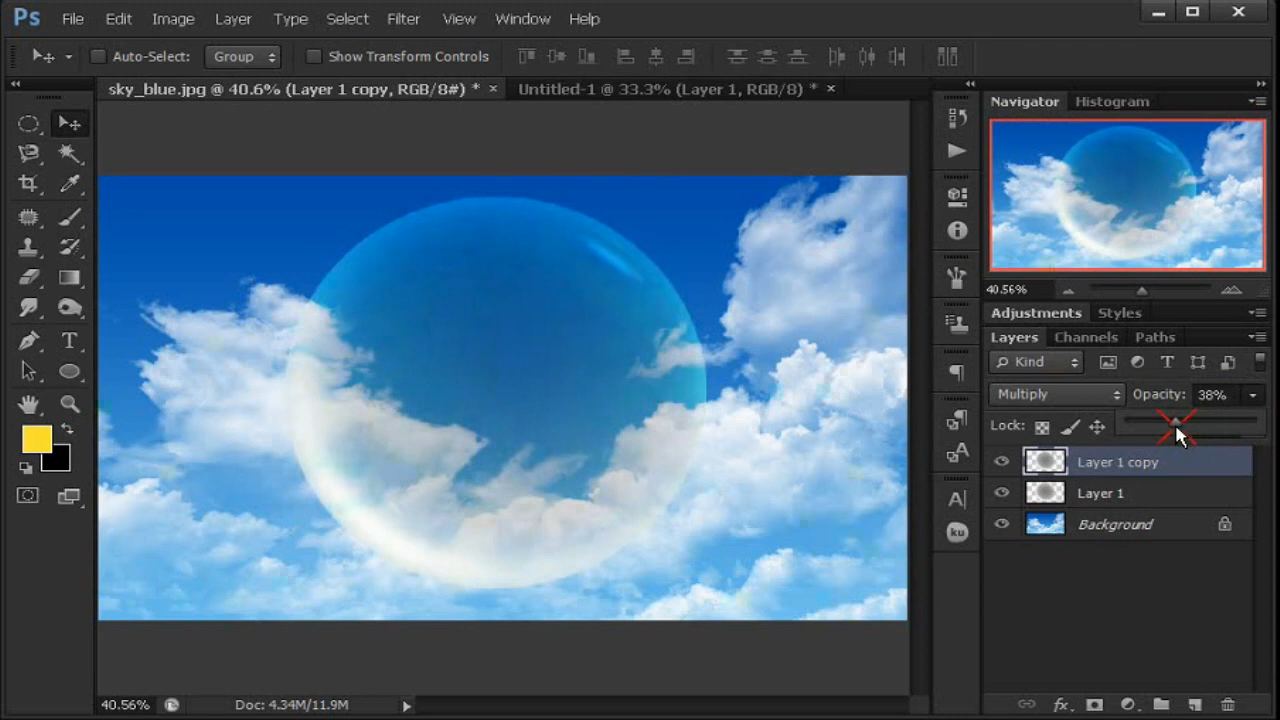 Ps File Edit Image Layer Type Select Filter View Window Help
Auto-Select: Group Show Transform Controls
sky_blue.jpg @ 40.6% (Layer 1 copy, RGB/8#) * × Untitled-1 @ 33.3% (Layer 1, RGB/8) * ×
Navigator Histogram
40.56%
Adjustments Styles
Layers Channels Paths
Kind
Multiply Opacity: 38%
Lock:
Layer 1 copy
Layer 1
Background
A|
ku
fx
40.56% Doc: 4.34M/11.9M